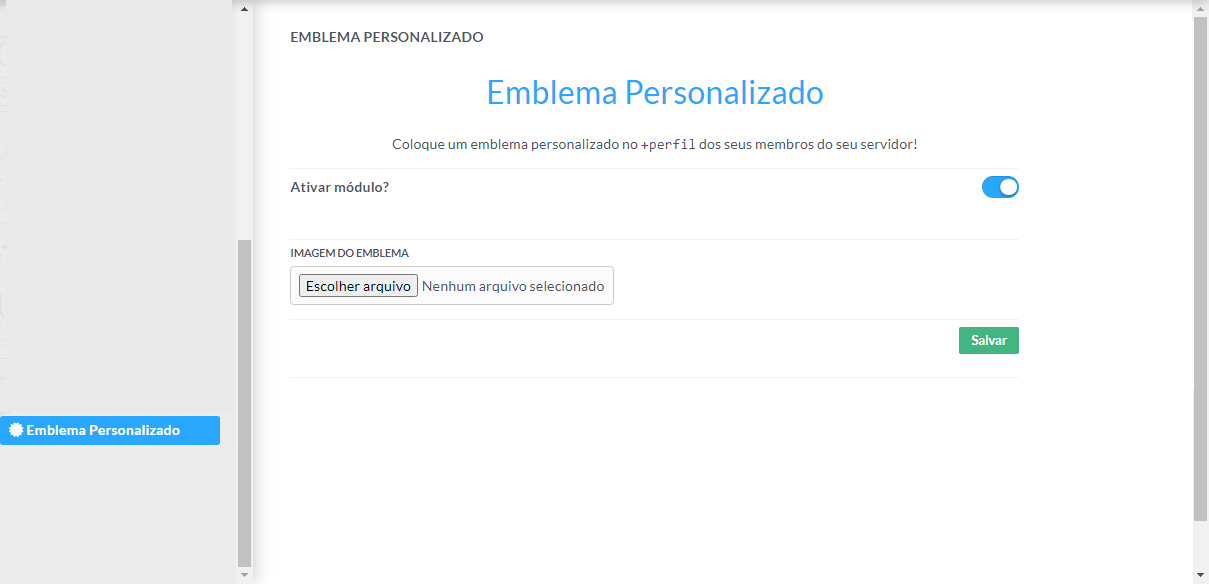 EMBLEMA PERSONALIZADO
Emblema Personalizado
Coloque um emblema personalizado no +perfil dos seus membros do seu servidor!
Ativar módulo?
IMAGEM DO EMBLEMA
Escolher arquivo Nenhum arquivo selecionado
Salvar
Emblema Personalizado